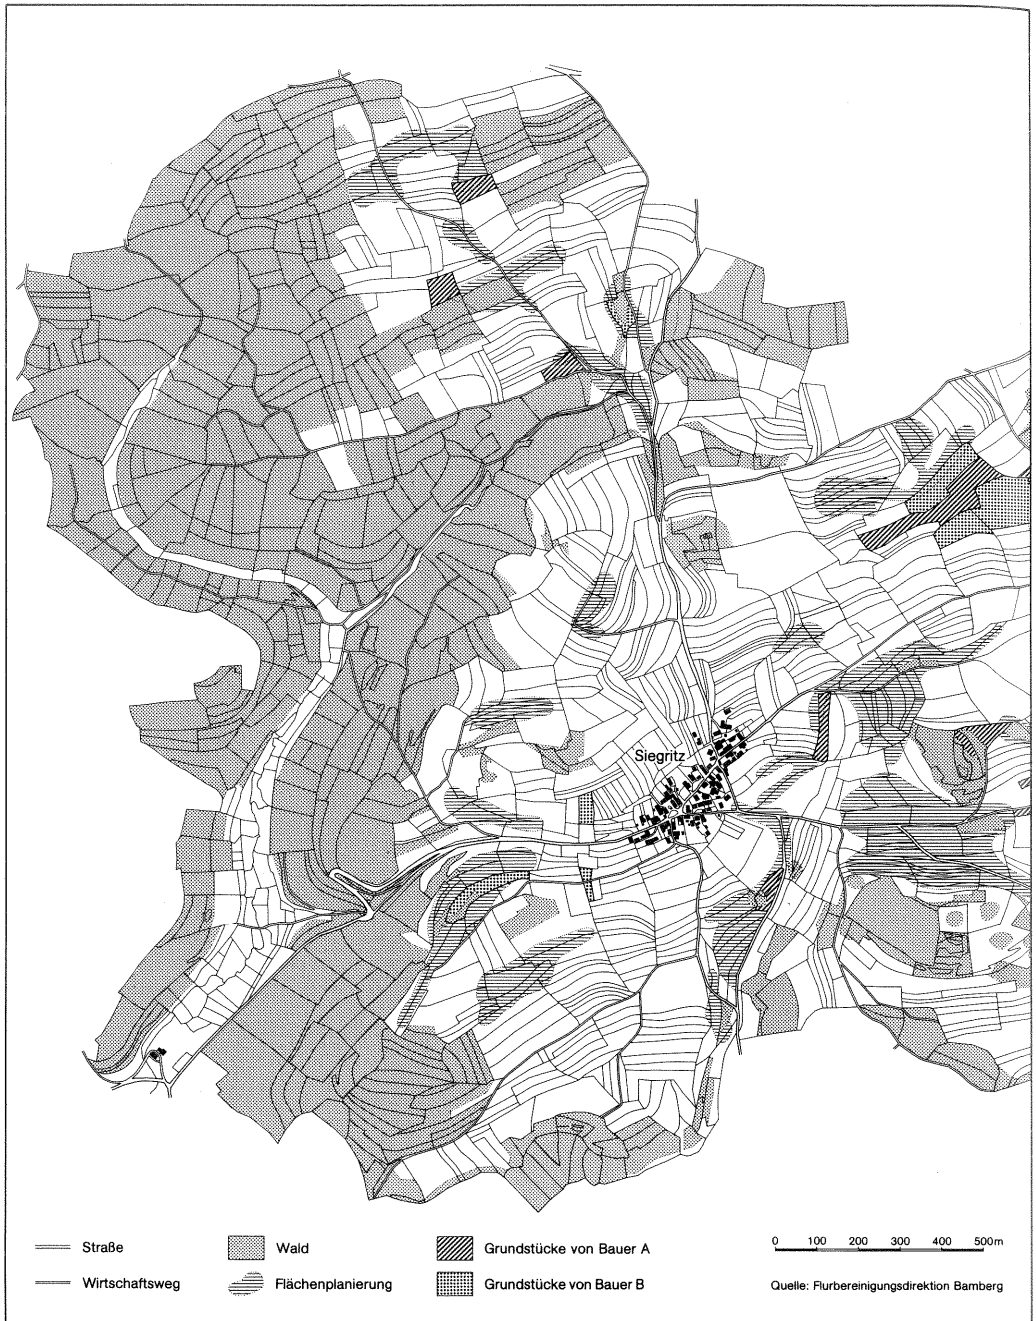 Siegritz
Straße
Wirtschaftsweg
Wald
Flächenplanierung
Grundstücke von Bauer A
Grundstücke von Bauer B
0 100 200 300 400 500m
Quelle: Flurbereinigungsdirektion Bamberg